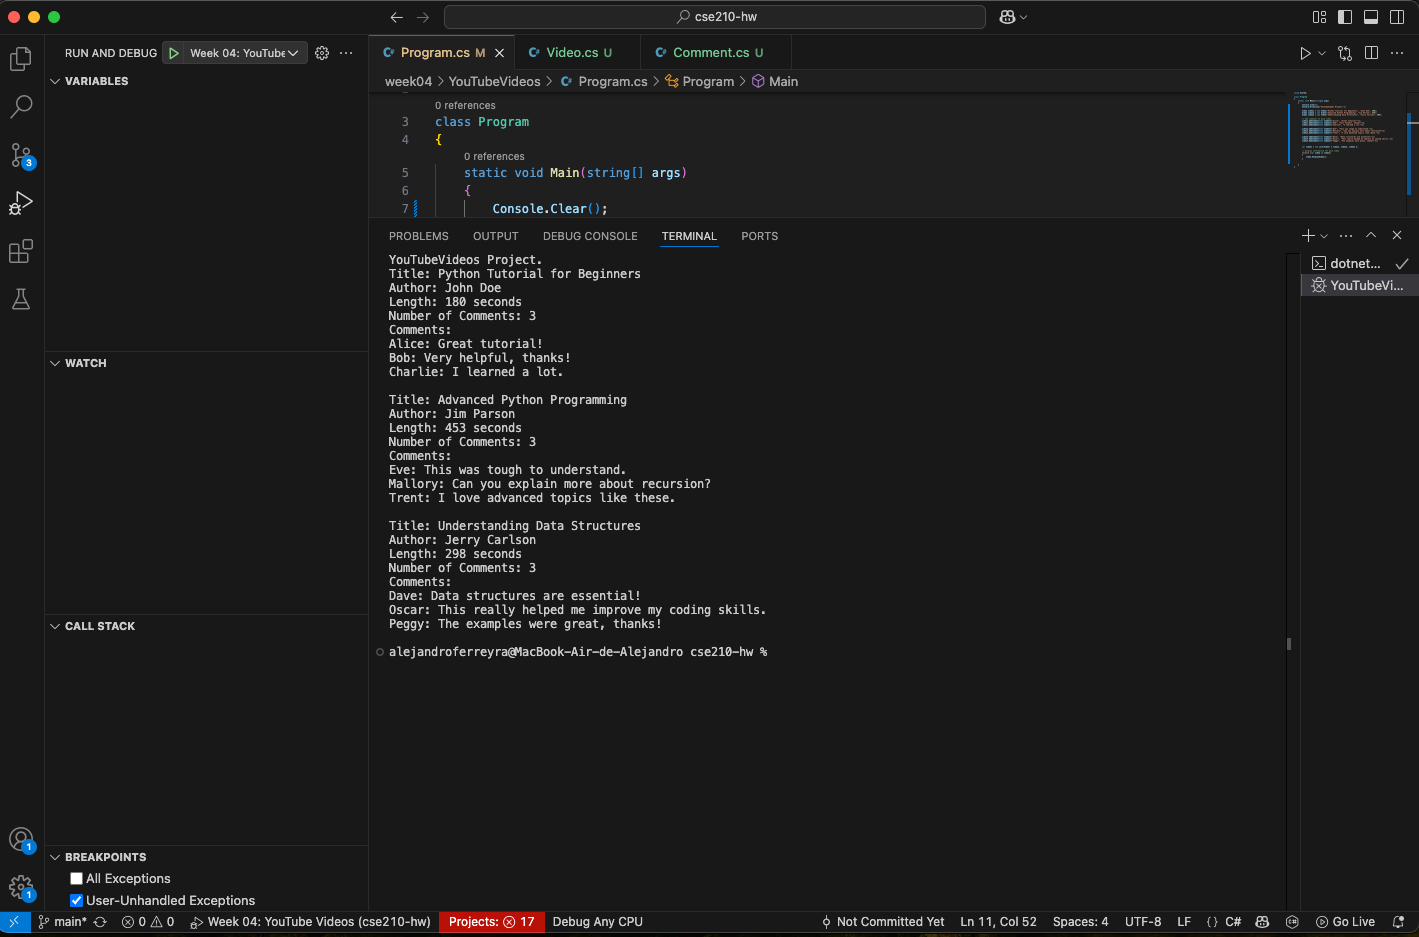 cse210-hw
RUN AND DEBUG
Week 04: YouTube
Program.cs M
Video.cs U
Comment.cs U
VARIABLES
week04 > YouTubeVideos > Program.cs > Program > Main
0 references
3 class Program
4 {
0 references
5 static void Main(string[] args)
6 {
7 Console.Clear();
PROBLEMS OUTPUT DEBUG CONSOLE TERMINAL PORTS
dotnet...
YouTubeVi...
YouTubeVideos Project.
Title: Python Tutorial for Beginners
Author: John Doe
Length: 180 seconds
Number of Comments: 3
Comments:
Alice: Great tutorial!
Bob: Very helpful, thanks!
Charlie: I learned a lot.
Title: Advanced Python Programming
Author: Jim Parson
Length: 453 seconds
Number of Comments: 3
Comments:
Eve: This was tough to understand.
Mallory: Can you explain more about recursion?
Trent: I love advanced topics like these.
Title: Understanding Data Structures
Author: Jerry Carlson
Length: 298 seconds
Number of Comments: 3
Comments:
Dave: Data structures are essential!
Oscar: This really helped me improve my coding skills.
Peggy: The examples were great, thanks!
alejandroferreyra@MacBook-Air-de-Alejandro cse210-hw %
WATCH
CALL STACK
BREAKPOINTS
All Exceptions
User-Unhandled Exceptions
3
1
1
main* 0 0 Week 04: YouTube Videos (cse210-hw) Projects: 17 Debug Any CPU Not Committed Yet Ln 11, Col 52 Spaces: 4 UTF-8 LF {} C# Go Live